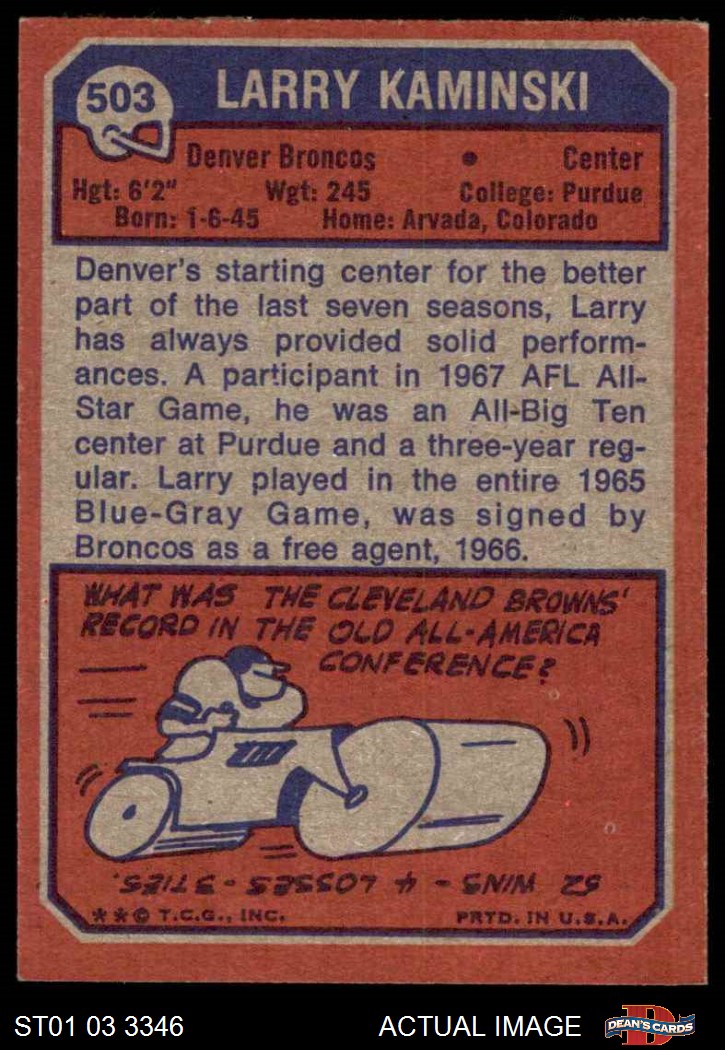 503 LARRY KAMINSKI
Denver Broncos • Center
Hgt: 6'2" Wgt: 245 College: Purdue
Born: 1-6-45 Home: Arvada, Colorado
Denver's starting center for the better
part of the last seven seasons, Larry
has always provided solid perform-
ances. A participant in 1967 AFL All-
Star Game, he was an All-Big Ten
center at Purdue and a three-year reg-
ular. Larry played in the entire 1965
Blue-Gray Game, was signed by
Broncos as a free agent, 1966.
WHAT WAS THE CLEVELAND BROWNS'
RECORD IN THE OLD ALL-AMERICA
CONFERENCE?
52 WINS - 4 LOSSES - 3 TIES.
**© T.C.G., INC. PRTD. IN U.S.A.
ST01 03 3346 ACTUAL IMAGE D DEAN'S CARDS